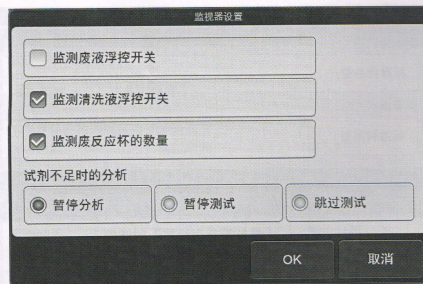 监视器设置
监测废液浮控开关
监测清洗液浮控开关
监测废反应杯的数量
试剂不足时的分析
暂停分析 暂停测试 跳过测试
OK 取消